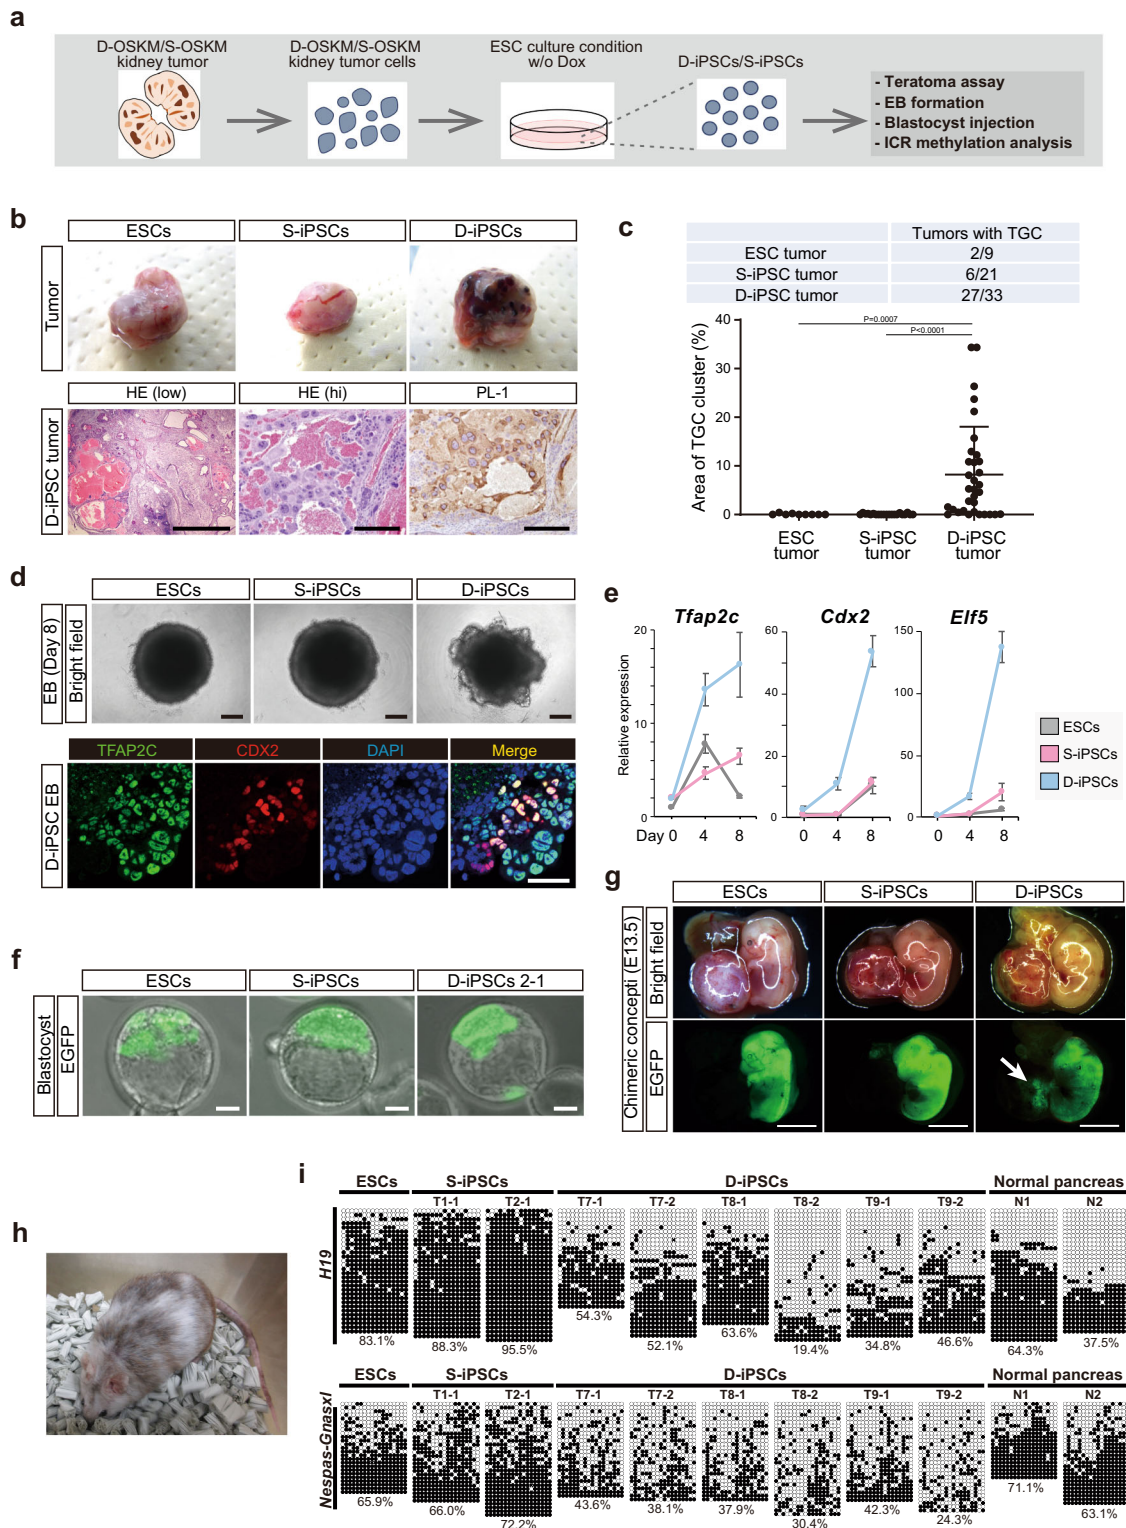 a
D-OSKM/S-OSKM
kidney tumor
D-OSKM/S-OSKM
kidney tumor cells
ESC culture condition
w/o Dox
D-iPSCs/S-iPSCs
- Teratoma assay
- EB formation
- Blastocyst injection
- ICR methylation analysis
b
ESCs
S-iPSCs
D-iPSCs
Tumor
HE (low)
HE (hi)
PL-1
D-iPSC tumor
c
Tumors with TGC
ESC tumor 2/9
S-iPSC tumor 6/21
D-iPSC tumor 27/33
P=0.0007
P<0.0001
Area of TGC cluster (%)
40
30
20
10
0
ESC
tumor
S-iPSC
tumor
D-iPSC
tumor
d
ESCs
S-iPSCs
D-iPSCs
EB (Day 8)
Bright field
TFAP2C
CDX2
DAPI
Merge
D-iPSC EB
e
Tfap2c
Cdx2
Elf5
Relative expression
20
16
12
8
4
0
60
40
20
0
150
100
50
0
Day 0 4 8
0 4 8
0 4 8
ESCs
S-iPSCs
D-iPSCs
f
ESCs
S-iPSCs
D-iPSCs 2-1
Blastocyst
EGFP
g
ESCs
S-iPSCs
D-iPSCs
Chimeric concepti (E13.5)
Bright field
EGFP
h
i
ESCs
S-iPSCs
D-iPSCs
Normal pancreas
T1-1 T2-1 T7-1 T7-2 T8-1 T8-2 T9-1 T9-2 N1 N2
H19
83.1% 88.3% 95.5% 54.3% 52.1% 63.6% 19.4% 34.8% 46.6% 64.3% 37.5%
ESCs
S-iPSCs
D-iPSCs
Normal pancreas
T1-1 T2-1 T7-1 T7-2 T8-1 T8-2 T9-1 T9-2 N1 N2
Nespas-Gnasxl
65.9% 66.0% 72.2% 43.6% 38.1% 37.9% 30.4% 42.3% 24.3% 71.1% 63.1%